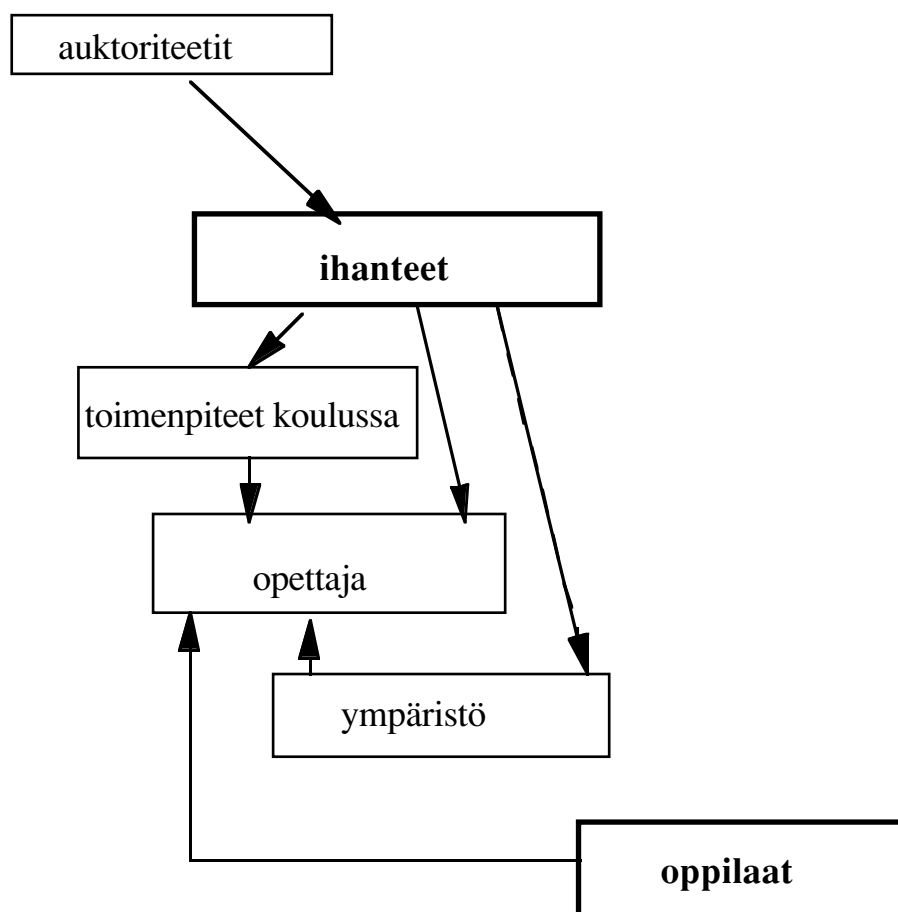 auktoriteetit
ihanteet
toimenpiteet koulussa
opettaja
ympäristö
oppilaat